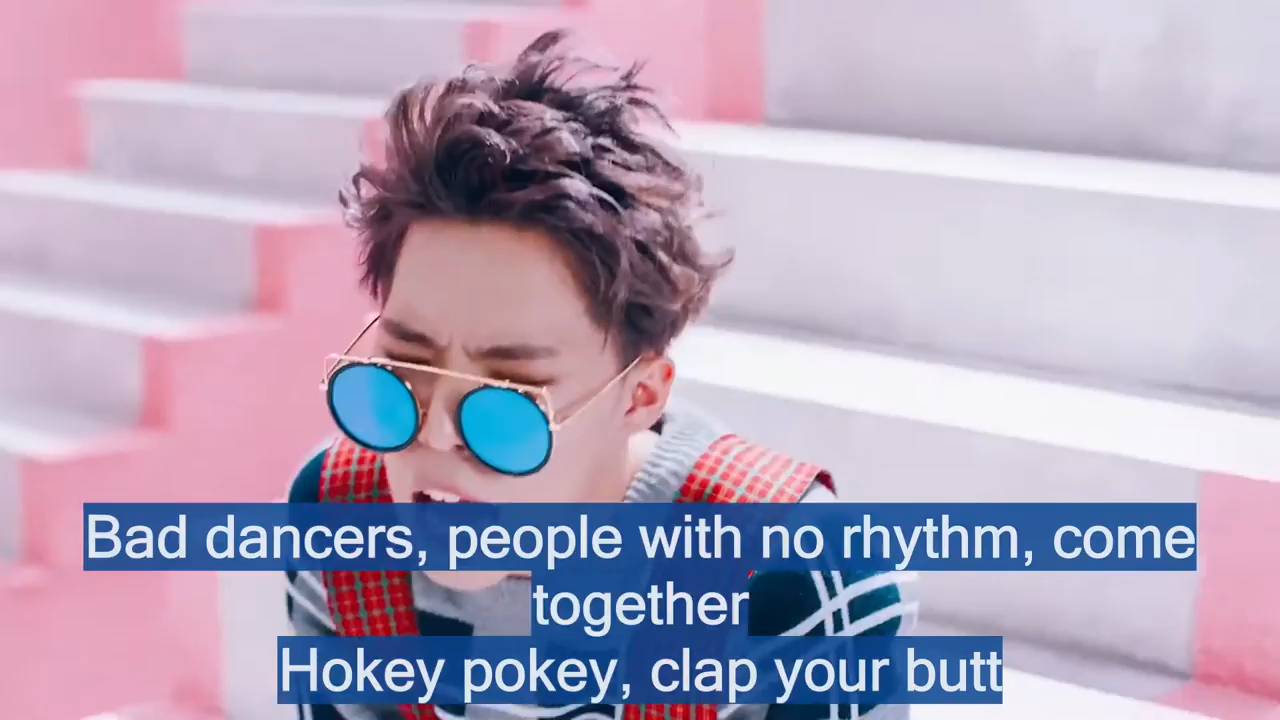 Bad dancers, people with no rhythm, come
together
Hokey pokey, clap your butt